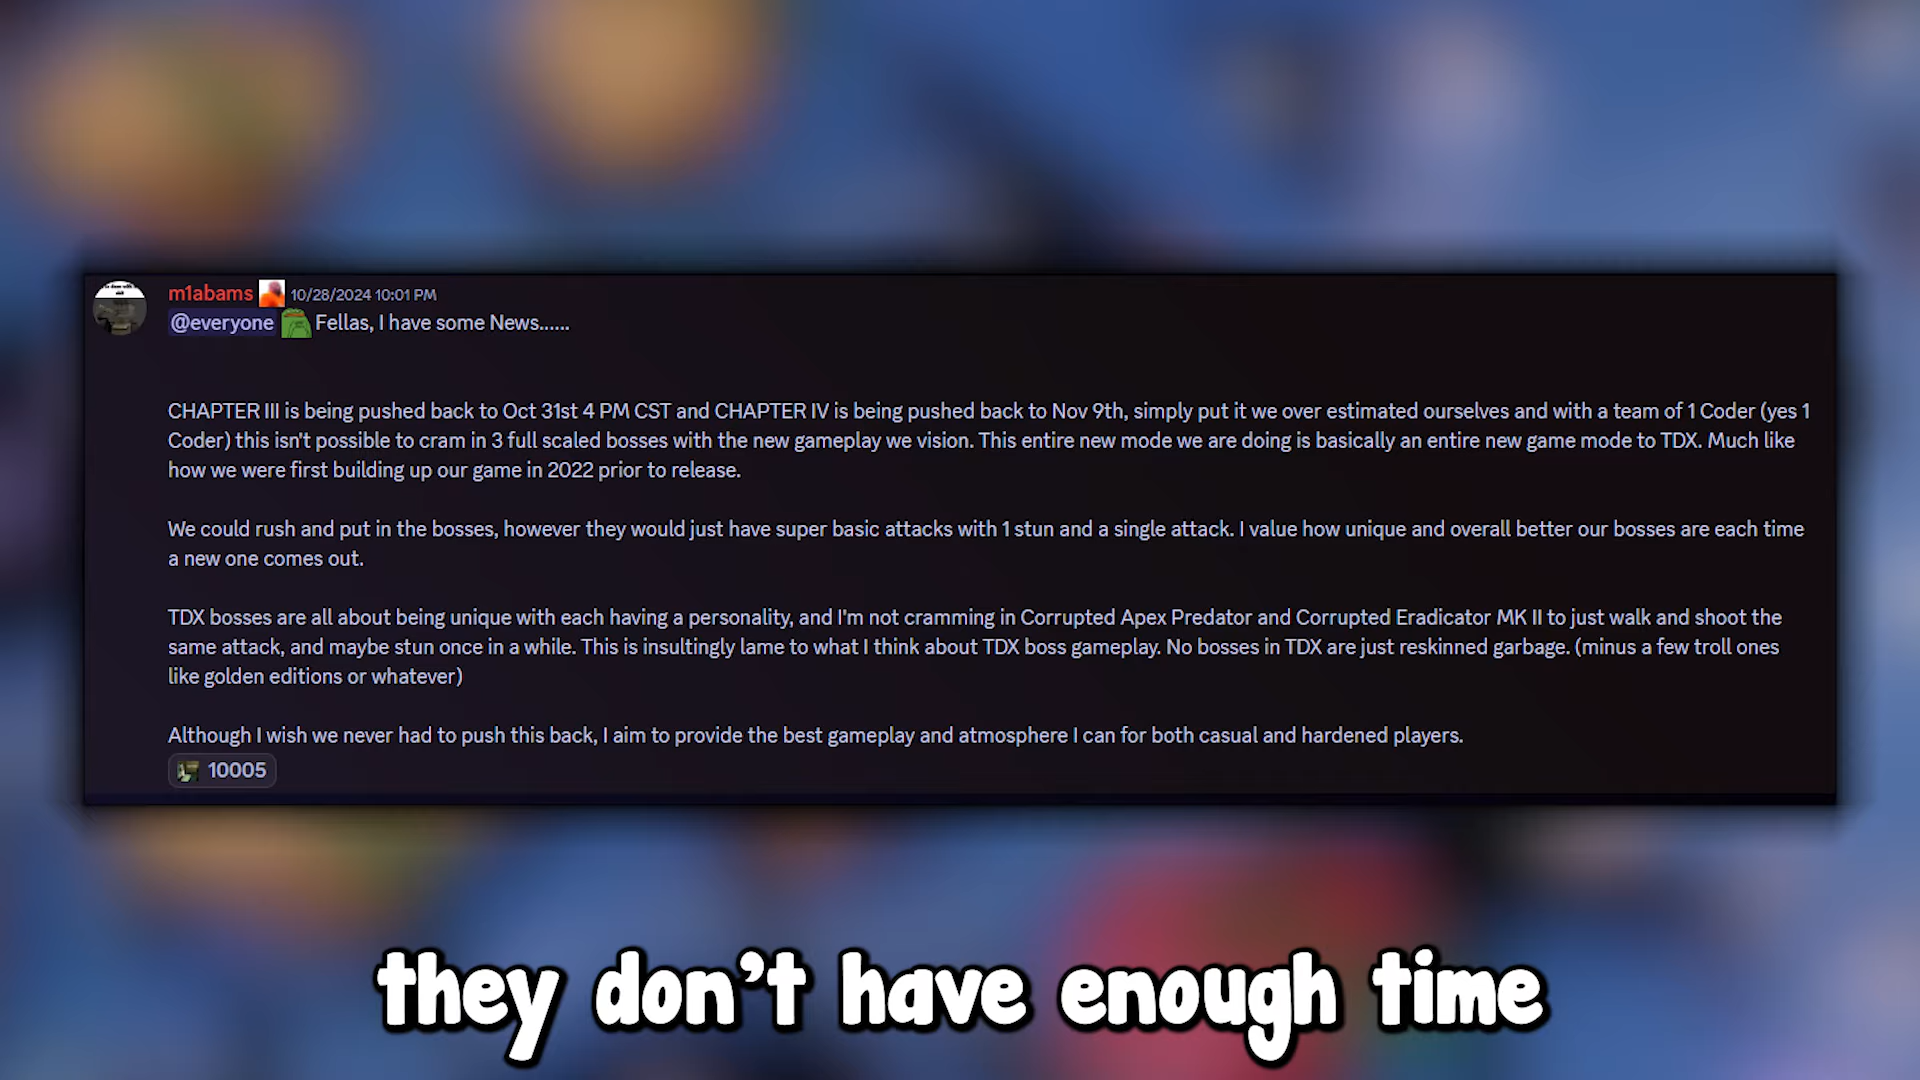 m1abams 10/28/2024 10:01 PM
@everyone Fellas, I have some News......
CHAPTER III is being pushed back to Oct 31st 4 PM CST and CHAPTER IV is being pushed back to Nov 9th, simply put it we over estimated ourselves and with a team of 1 Coder (yes 1
Coder) this isn't possible to cram in 3 full scaled bosses with the new gameplay we vision. This entire new mode we are doing is basically an entire new game mode to TDX. Much like
how we were first building up our game in 2022 prior to release.
We could rush and put in the bosses, however they would just have super basic attacks with 1 stun and a single attack. I value how unique and overall better our bosses are each time
a new one comes out.
TDX bosses are all about being unique with each having a personality, and I'm not cramming in Corrupted Apex Predator and Corrupted Eradicator MK II to just walk and shoot the
same attack, and maybe stun once in a while. This is insultingly lame to what I think about TDX boss gameplay. No bosses in TDX are just reskinned garbage. (minus a few troll ones
like golden editions or whatever)
Although I wish we never had to push this back, I aim to provide the best gameplay and atmosphere I can for both casual and hardened players.
10005
they don't have enough time